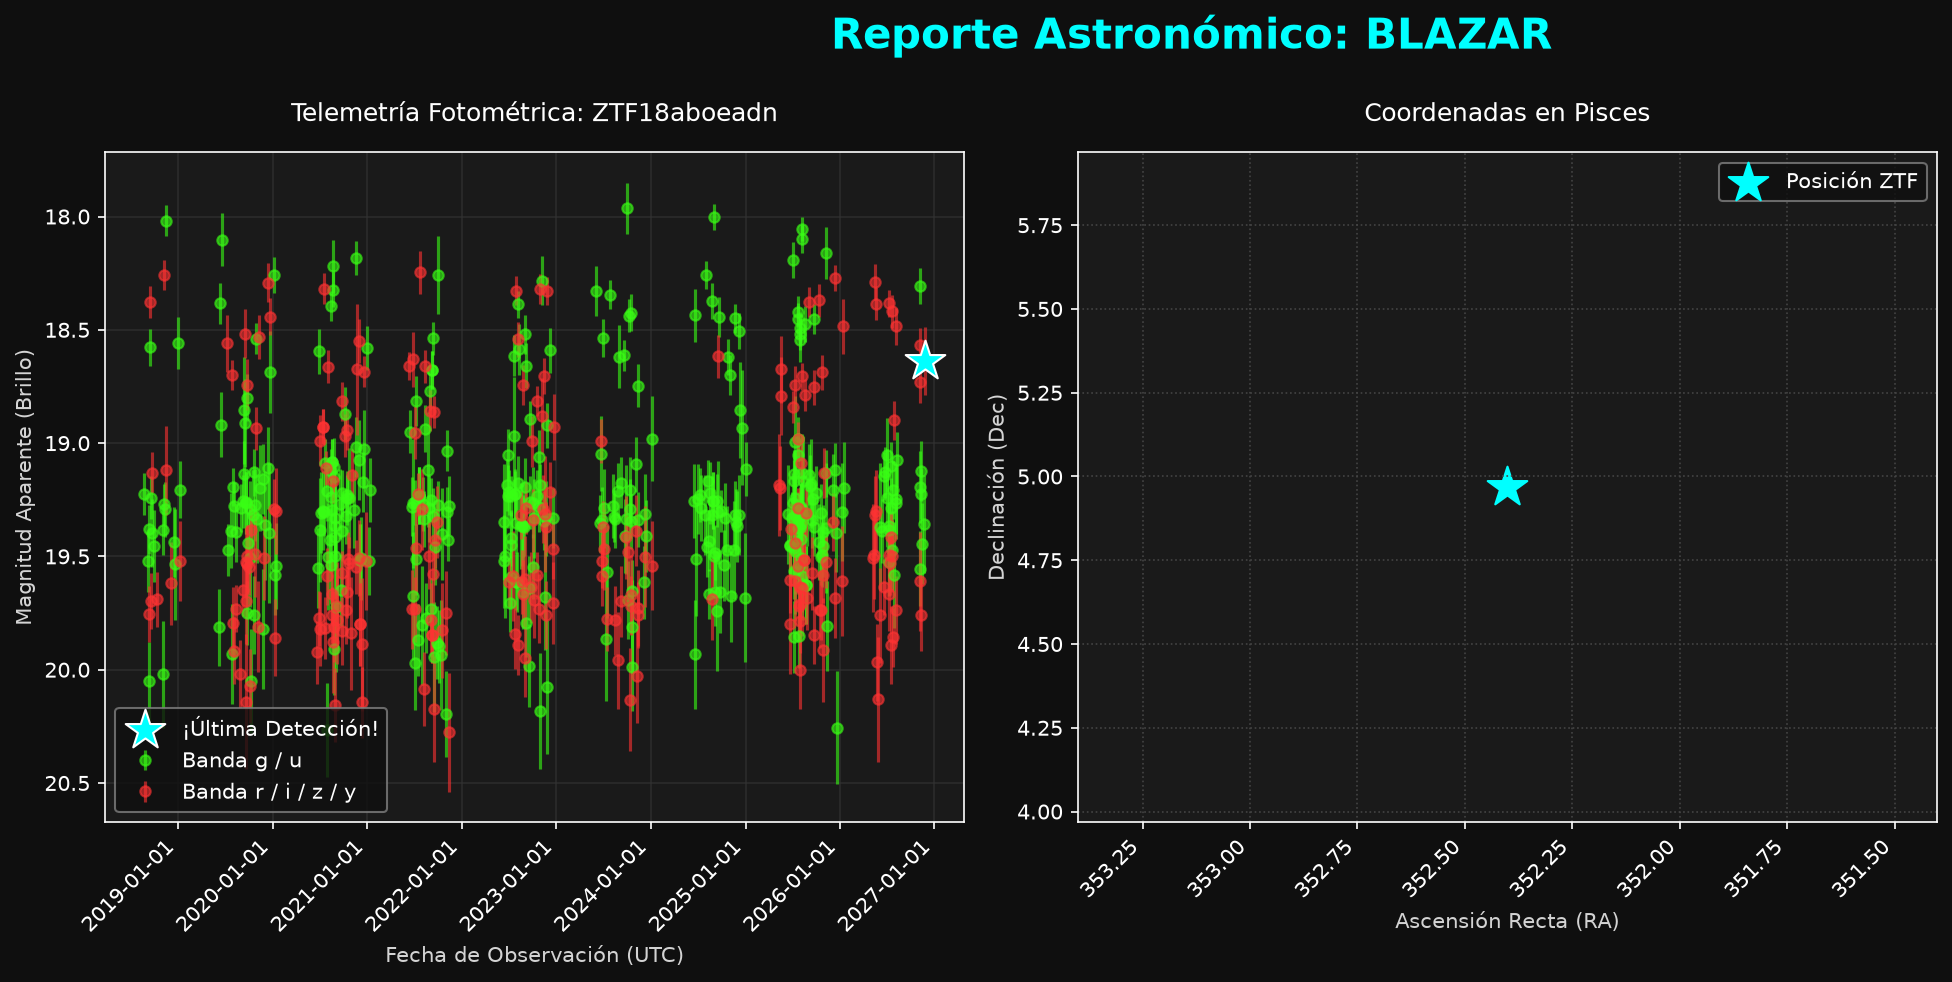 Reporte Astronómico: BLAZAR
Telemetría Fotométrica: ZTF18aboeadn
Magnitud Aparente (Brillo)
18.0
18.5
19.0
19.5
20.0
20.5
¡Última Detección!
Banda g / u
Banda r / i / z / y
2019-01-01
2020-01-01
2021-01-01
2022-01-01
2023-01-01
2024-01-01
2025-01-01
2026-01-01
2027-01-01
Fecha de Observación (UTC)
Coordenadas en Pisces
Posición ZTF
Declinación (Dec)
5.75
5.50
5.25
5.00
4.75
4.50
4.25
4.00
353.25
353.00
352.75
352.50
352.25
352.00
351.75
351.50
Ascensión Recta (RA)